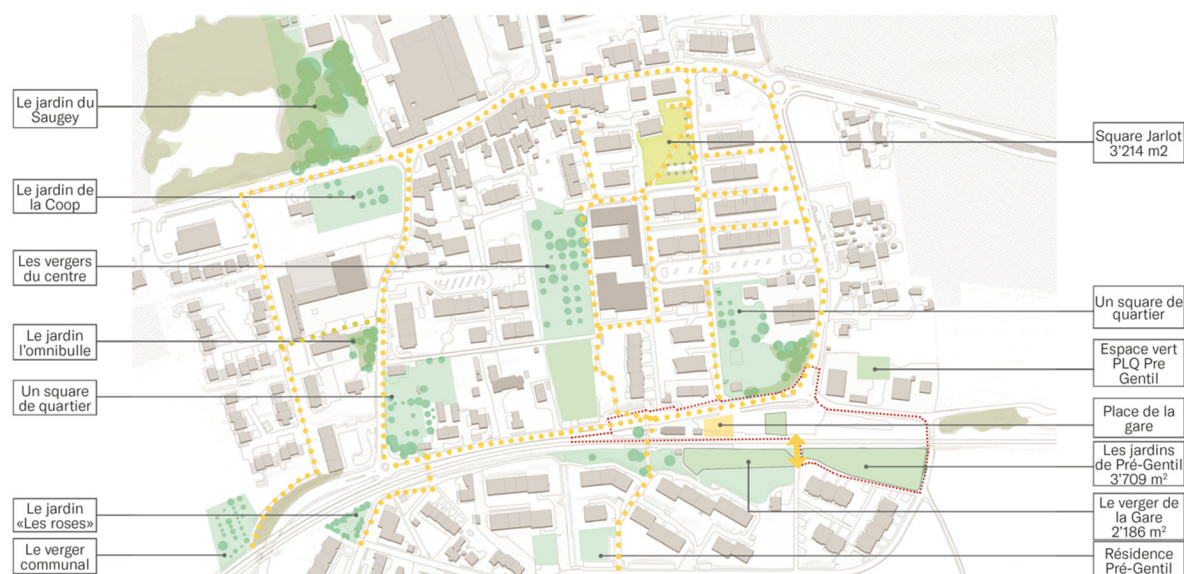 Le jardin du
Saugey
Le jardin de
la Coop
Les vergers
du centre
Le jardin
l'omnibulle
Un square de
quartier
Le jardin
«Les roses»
Le verger
communal
Square Jarlot
3'214 m2
Un square de
quartier
Espace vert
PLQ Pre
Gentil
Place de la
gare
Les jardins
de Pré-Gentil
3'709 m²
Le verger de
la Gare
2'186 m²
Résidence
Pré-Gentil